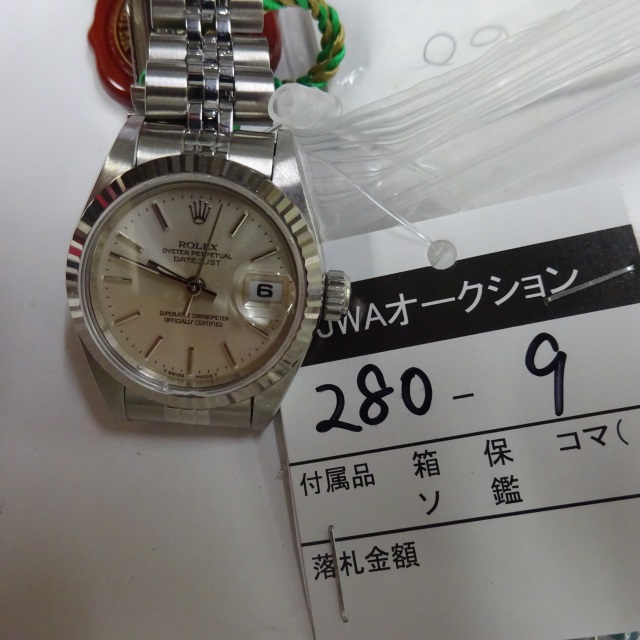 ROLEX
OYSTER PERPETUAL
DATEJUST
6
SUPERLATIVE CHRONOMETER
OFFICIALLY CERTIFIED
JWAオークション
280-9
付属品 箱 保 コマ(
ソ 鑑
落札金額